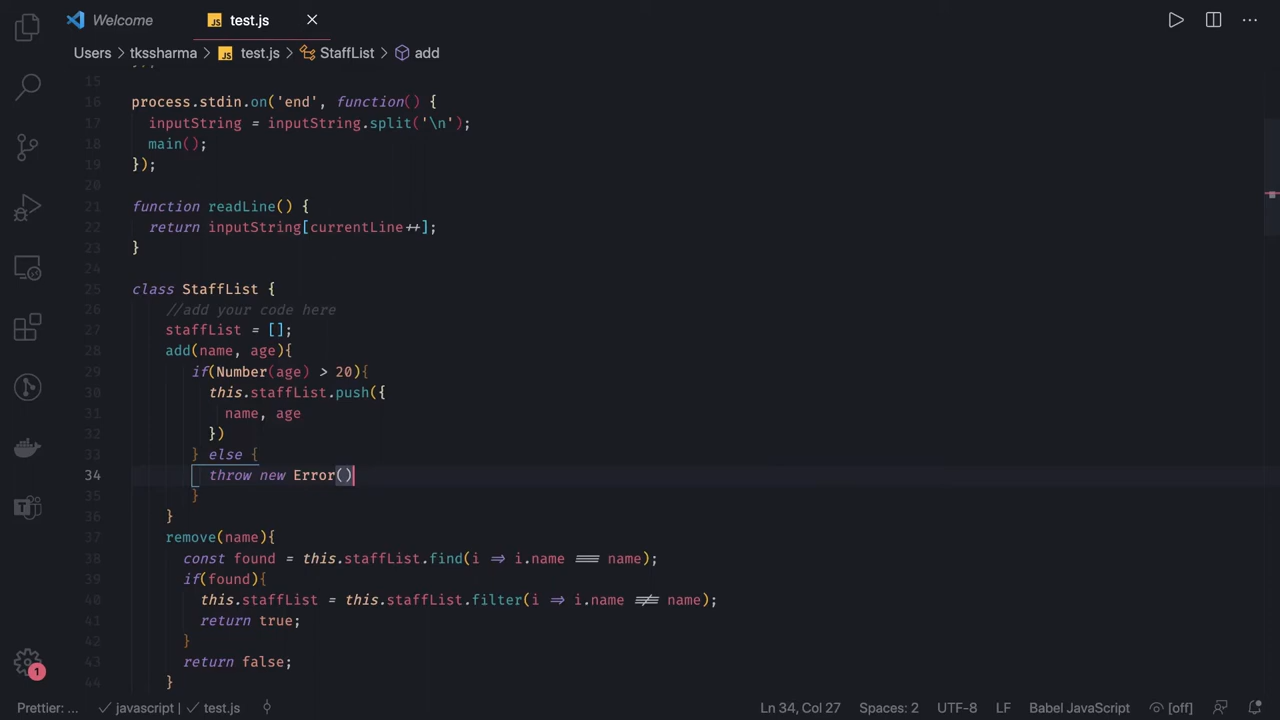 Welcome
JS test.js
Users > tkssharma > JS test.js > StaffList > add
15
16 process.stdin.on('end', function() {
17 inputString = inputString.split('\n');
18 main();
19 });
20
21 function readLine() {
22 return inputString[currentLine++];
23 }
24
25 class StaffList {
26 //add your code here
27 staffList = [];
28 add(name, age){
29 if(Number(age) > 20){
30 this.staffList.push({
31 name, age
32 })
33 } else {
34 throw new Error()
35 }
36 }
37 remove(name){
38 const found = this.staffList.find(i => i.name === name);
39 if(found){
40 this.staffList = this.staffList.filter(i => i.name !== name);
41 return true;
42 }
43 return false;
44 }
1
Prettier: ... ✓ javascript | ✓ test.js Ln 34, Col 27 Spaces: 2 UTF-8 LF Babel JavaScript [off]